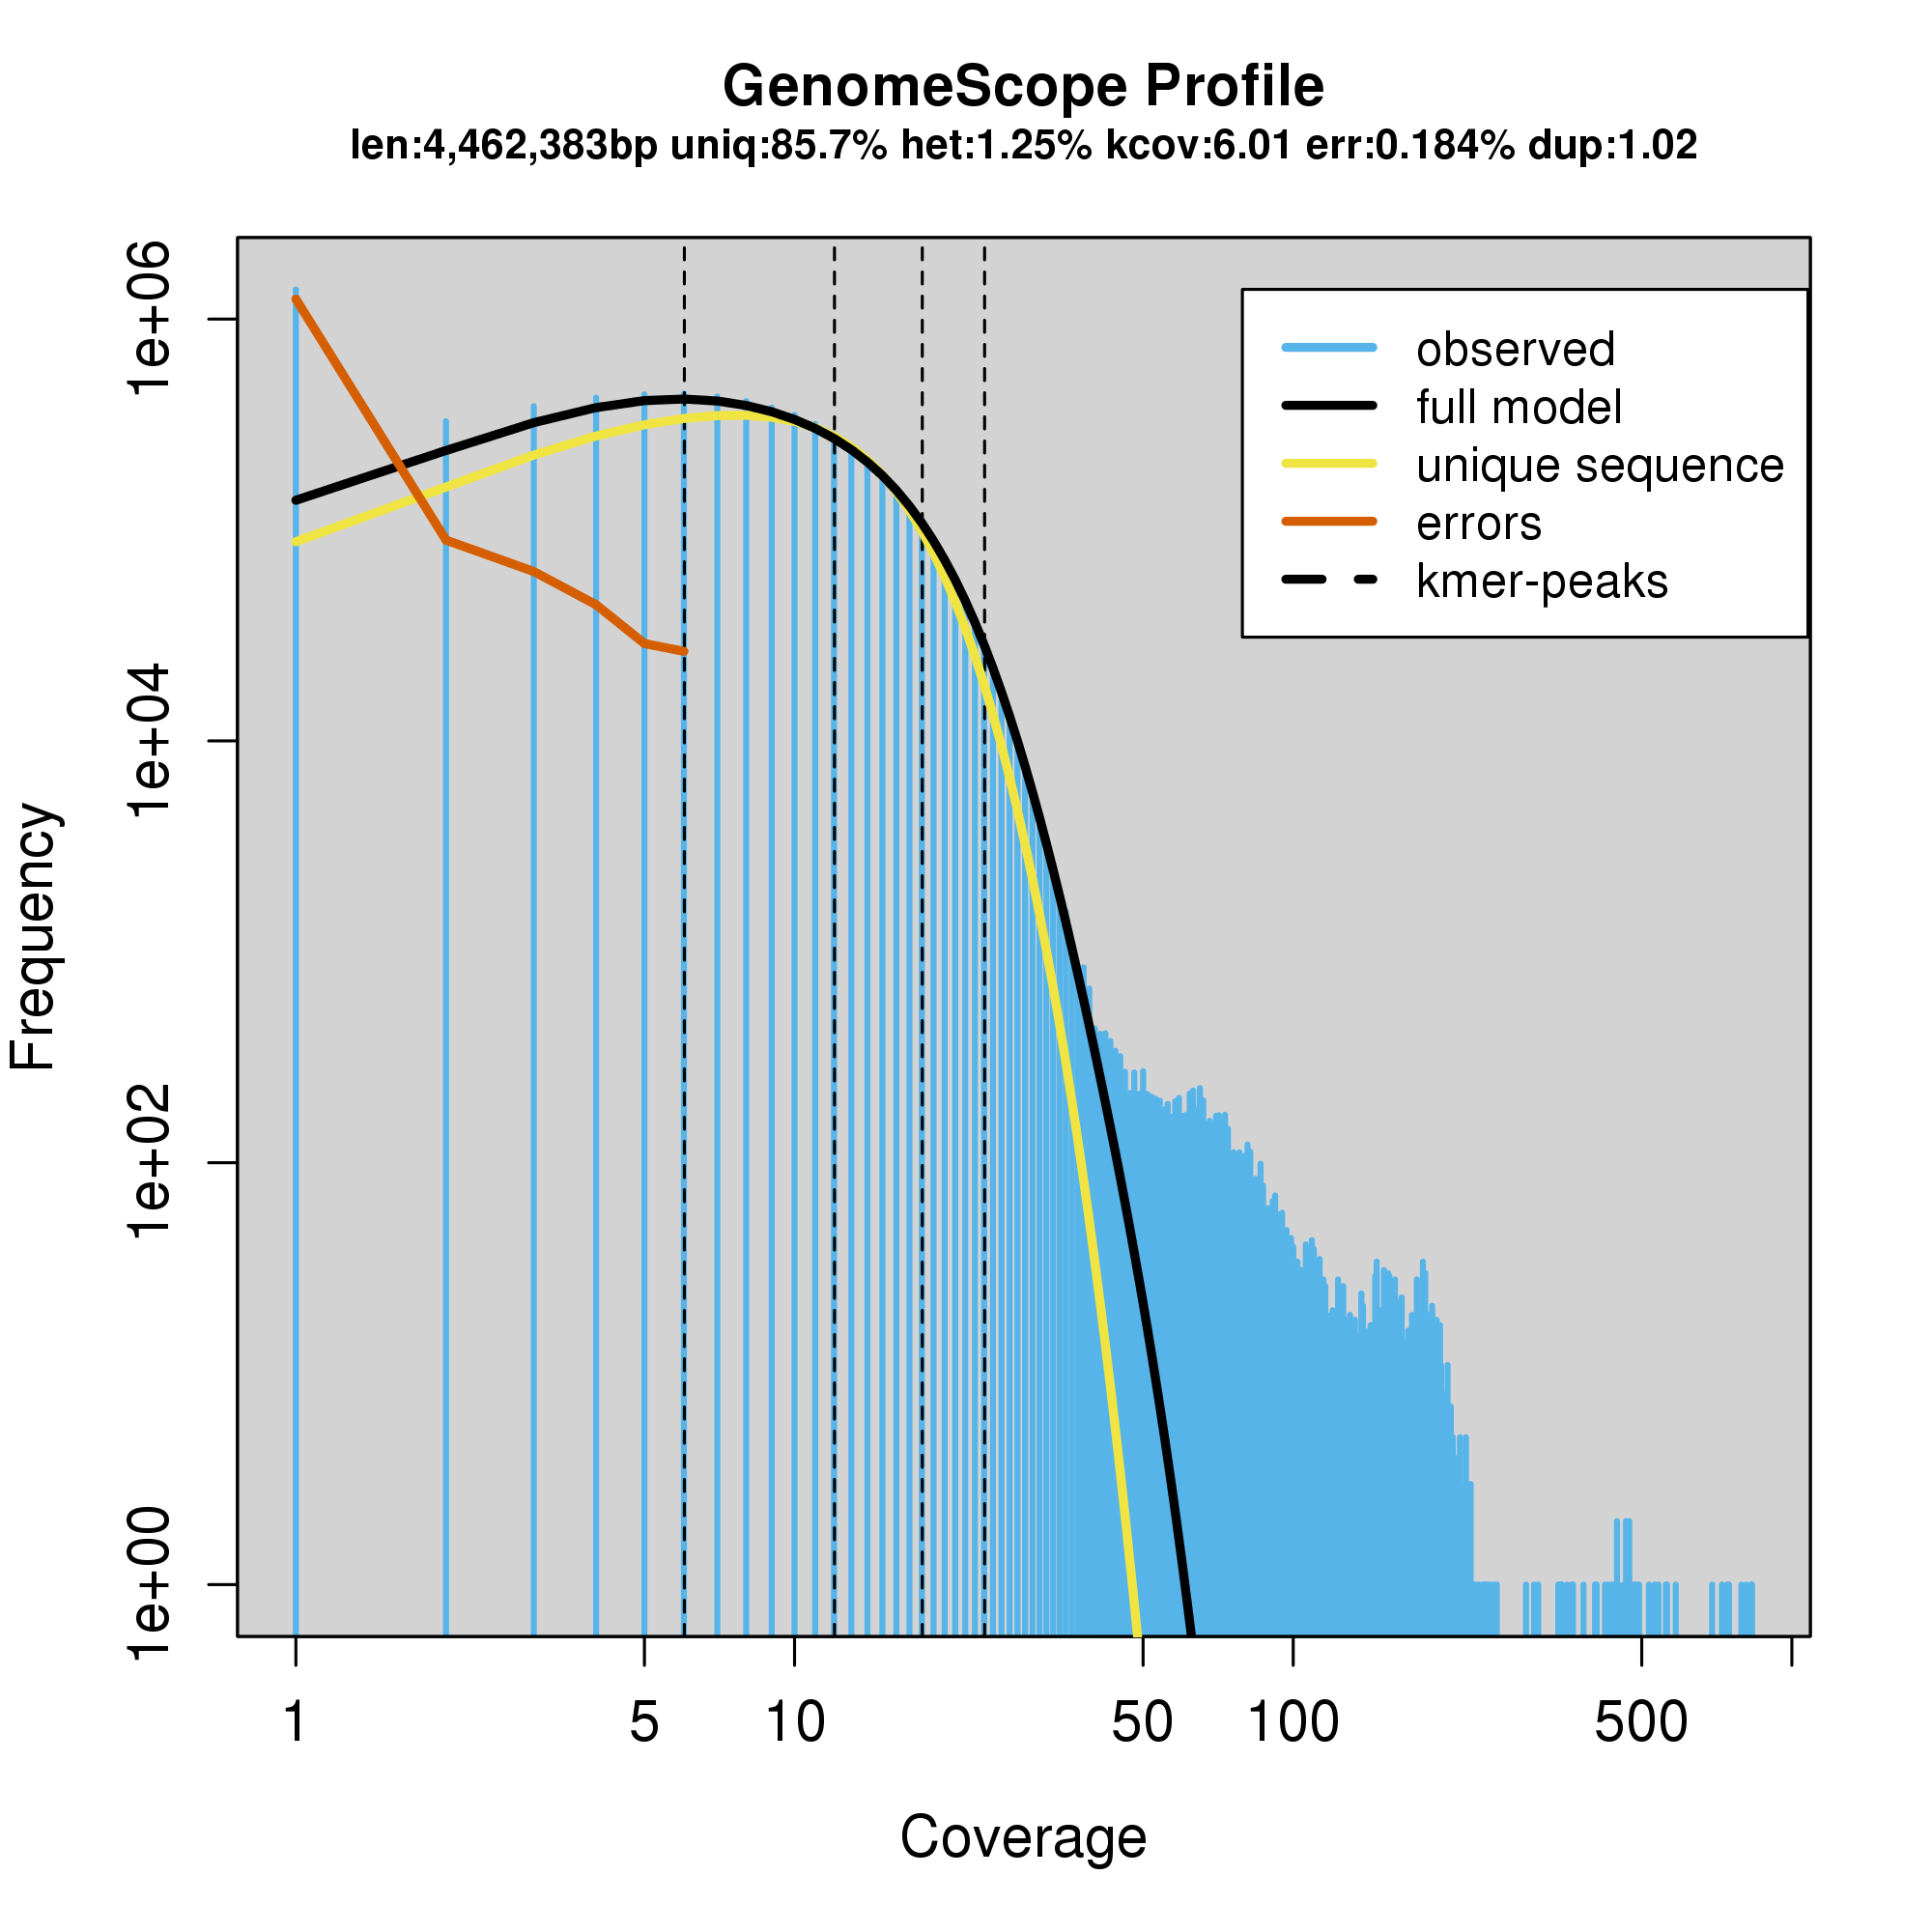 GenomeScope Profile
len:4,462,383bp uniq:85.7% het:1.25% kcov:6.01 err:0.184% dup:1.02
observed
full model
unique sequence
errors
kmer-peaks
Frequency
1e+06
1e+04
1e+02
1e+00
1 5 10 50 100 500
Coverage